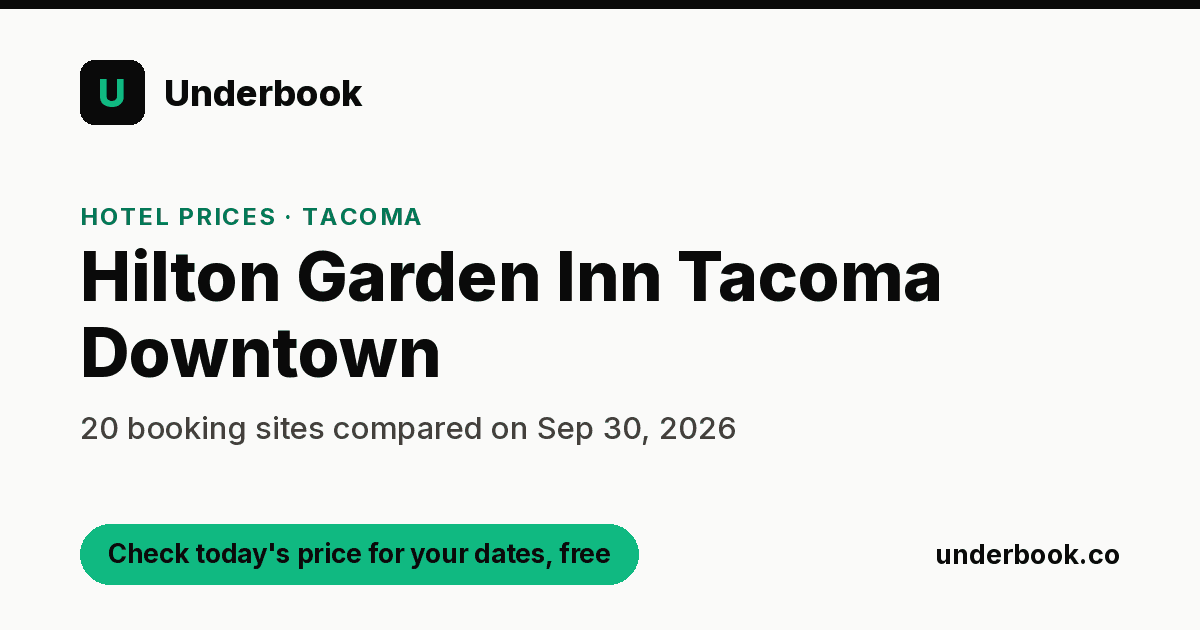 U Underbook
HOTEL PRICES · TACOMA
Hilton Garden Inn Tacoma
Downtown
20 booking sites compared on Sep 30, 2026
Check today's price for your dates, free
underbook.co